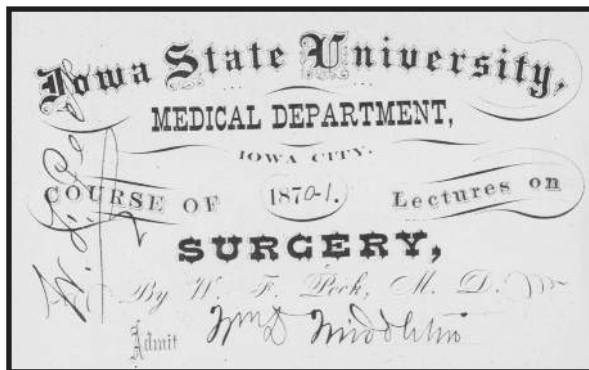 Iowa State University,
MEDICAL DEPARTMENT,
IOWA CITY.
COURSE OF 1870-1. Lectures on
SURGERY,
By W. F. Peck, M. D.
Admit Wm D Middleton
W. F. Peck